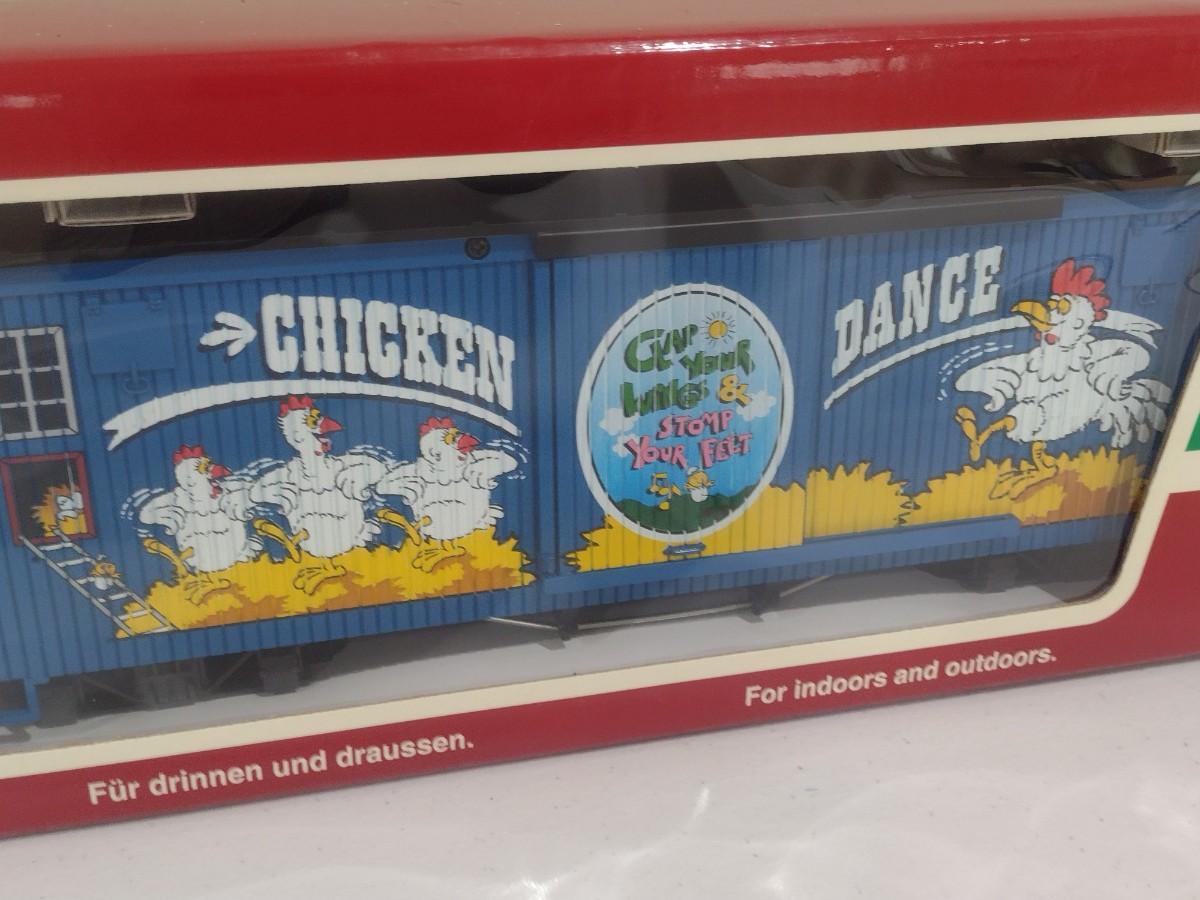 CHICKEN
CLAP
YOUR
WINGS &
STOMP
YOUR FEET
DANCE
Für drinnen und draussen.
For indoors and outdoors.